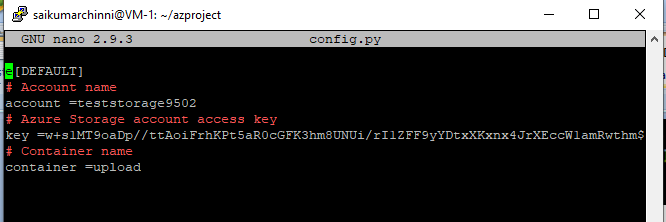 saikumarchinni@VM-1: ~/azproject
GNU nano 2.9.3 config.py
e[DEFAULT]
# Account name
account =teststorage9502
# Azure Storage account access key
key =w+s1MT9oaDp//ttAoiFrhKPt5aR0cGFK3hm8UNUi/rI1ZFF9yYDtxXKxnx4JrXEccW1amRwthm$
# Container name
container =upload